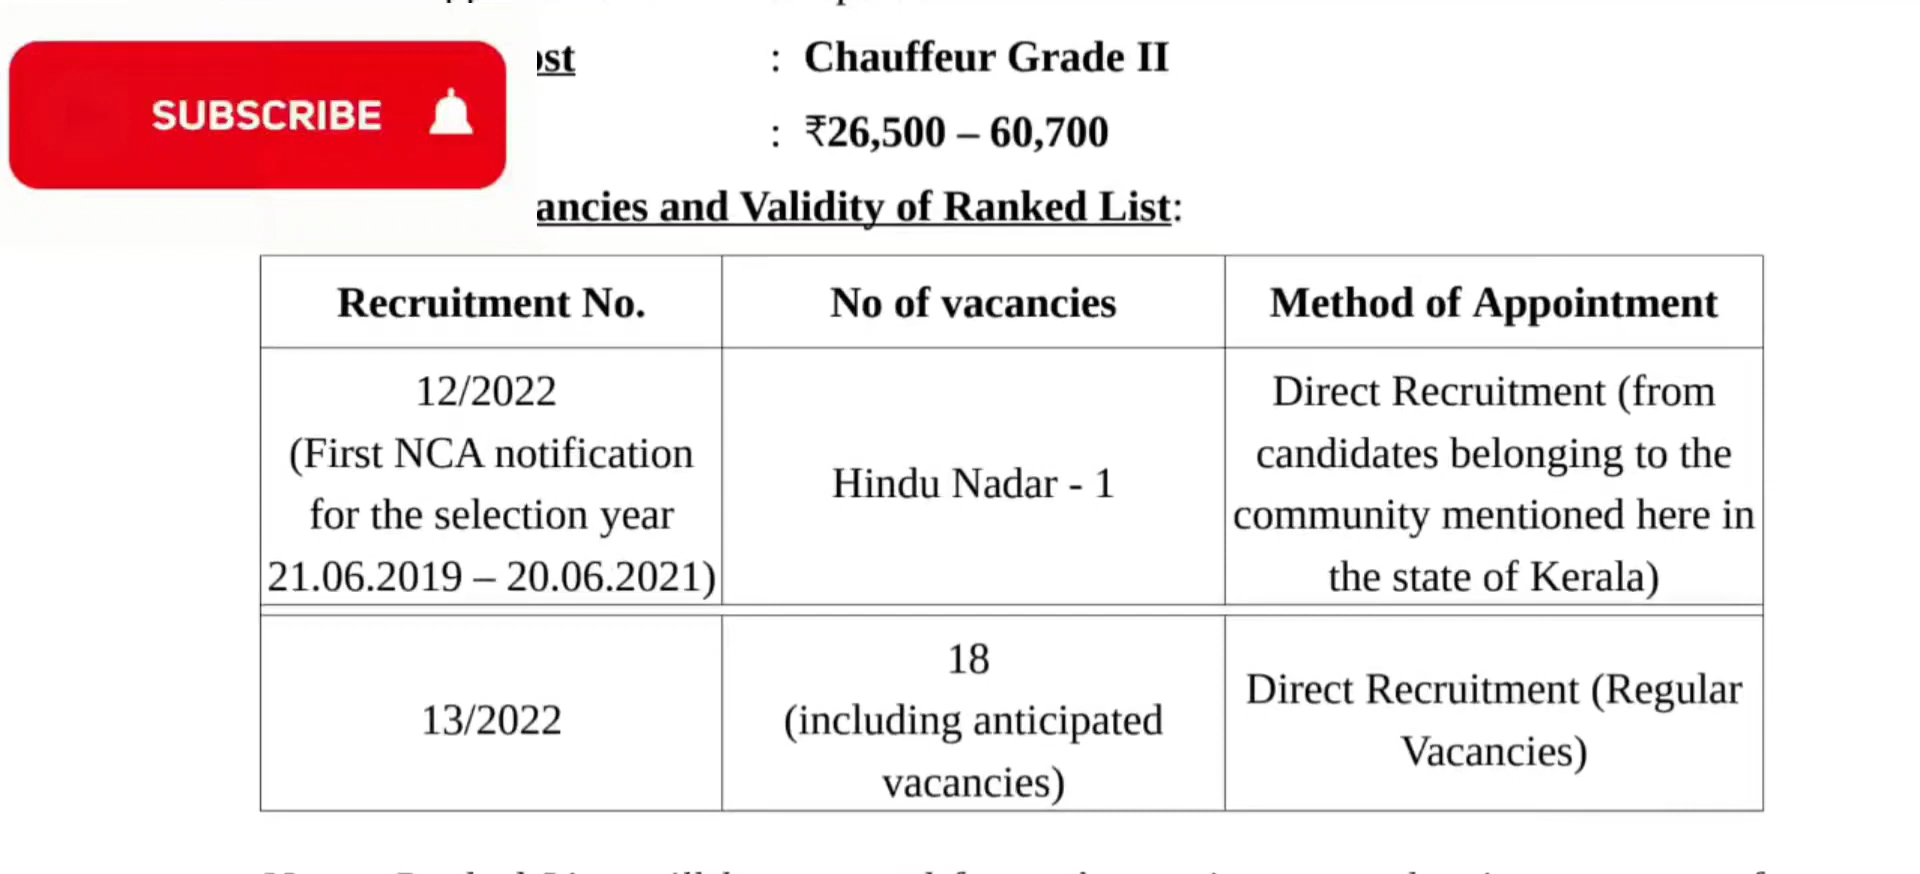 SUBSCRIBE
ost : Chauffeur Grade II
: ₹26,500 – 60,700
ancies and Validity of Ranked List:
Recruitment No. No of vacancies Method of Appointment
12/2022
(First NCA notification
for the selection year
21.06.2019 – 20.06.2021)
Hindu Nadar - 1
Direct Recruitment (from
candidates belonging to the
community mentioned here in
the state of Kerala)
13/2022
18
(including anticipated
vacancies)
Direct Recruitment (Regular
Vacancies)